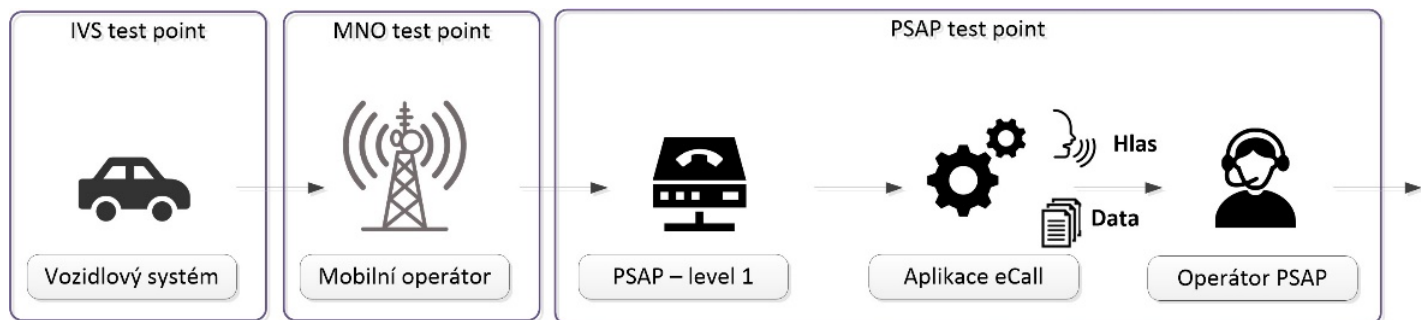 IVS test point
MNO test point
PSAP test point
Hlas
Data
Vozidlový systém
Mobilní operátor
PSAP – level 1
Aplikace eCall
Operátor PSAP